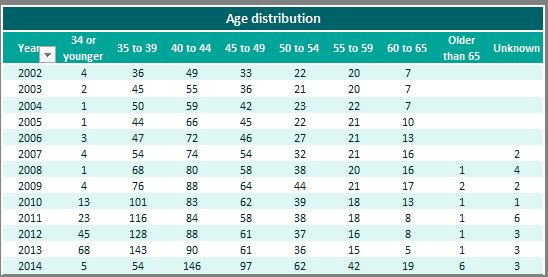 Age distribution
Year 34 or younger 35 to 39 40 to 44 45 to 49 50 to 54 55 to 59 60 to 65 Older than 65 Unknown
2002 4 36 49 33 22 20 7
2003 2 45 55 36 21 20 7
2004 1 50 59 42 23 22 7
2005 1 44 66 45 22 21 10
2006 3 47 72 46 27 21 13
2007 4 54 74 54 32 21 16 2
2008 1 68 80 58 38 20 16 1 4
2009 4 76 88 64 44 21 17 2 2
2010 13 101 83 62 39 18 13 1 1
2011 23 116 84 58 38 18 8 1 6
2012 45 128 88 61 37 16 8 1 3
2013 68 143 90 61 36 15 5 1 3
2014 5 54 146 97 62 42 19 6 3